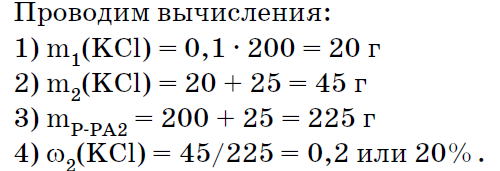 Проводим вычисления:
1) m₁(KCl) = 0,1 · 200 = 20 г
2) m₂(KCl) = 20 + 25 = 45 г
3) mР-РА2 = 200 + 25 = 225 г
4) ω₂(KCl) = 45/225 = 0,2 или 20% .